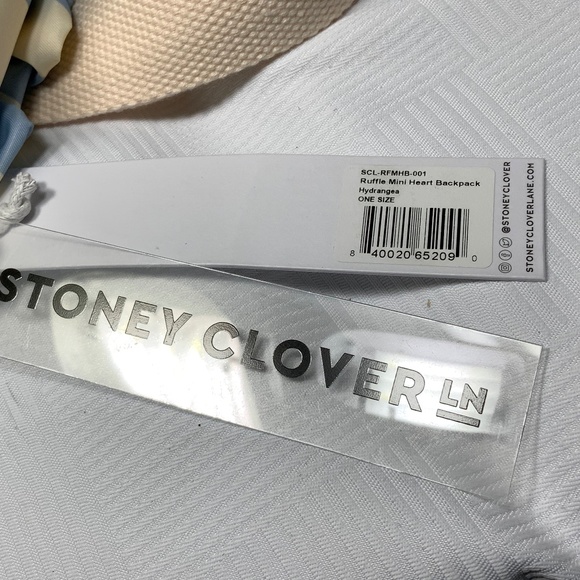 SCL-RFMHB-001
Ruffle Mini Heart Backpack
Hydrangea
ONE SIZE
8 40020 65209 0
@STONEYCLOVER
STONEYCLOVERLANE.COM
STONEY CLOVER LN